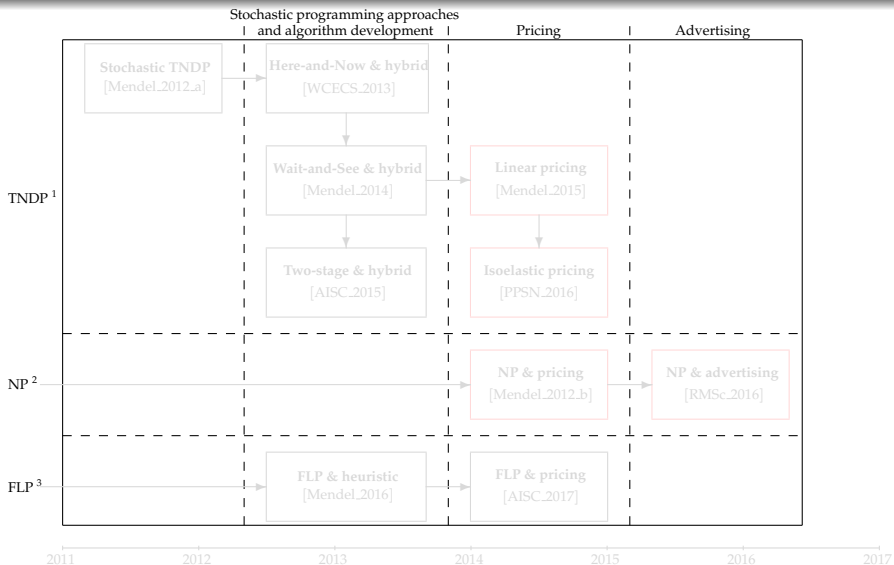 Stochastic programming approaches
and algorithm development
Pricing
Advertising
Stochastic TNDP
[Mendel_2012_a]
Here-and-Now & hybrid
[WCECS_2013]
Wait-and-See & hybrid
[Mendel_2014]
Linear pricing
[Mendel_2015]
TNDP 1
Two-stage & hybrid
[AISC_2015]
Isoelastic pricing
[PPSN_2016]
NP 2
NP & pricing
[Mendel_2012_b]
NP & advertising
[RMSc_2016]
FLP 3
FLP & heuristic
[Mendel_2016]
FLP & pricing
[AISC_2017]
2011 2012 2013 2014 2015 2016 2017